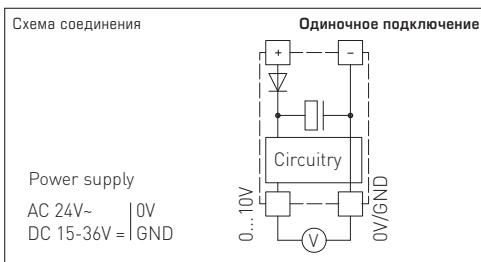 Схема соединения
Одиночное подключение
+ −
Circuitry
Power supply
AC 24V~ | 0V
DC 15-36V = | GND
0...10V
0V/GND
V